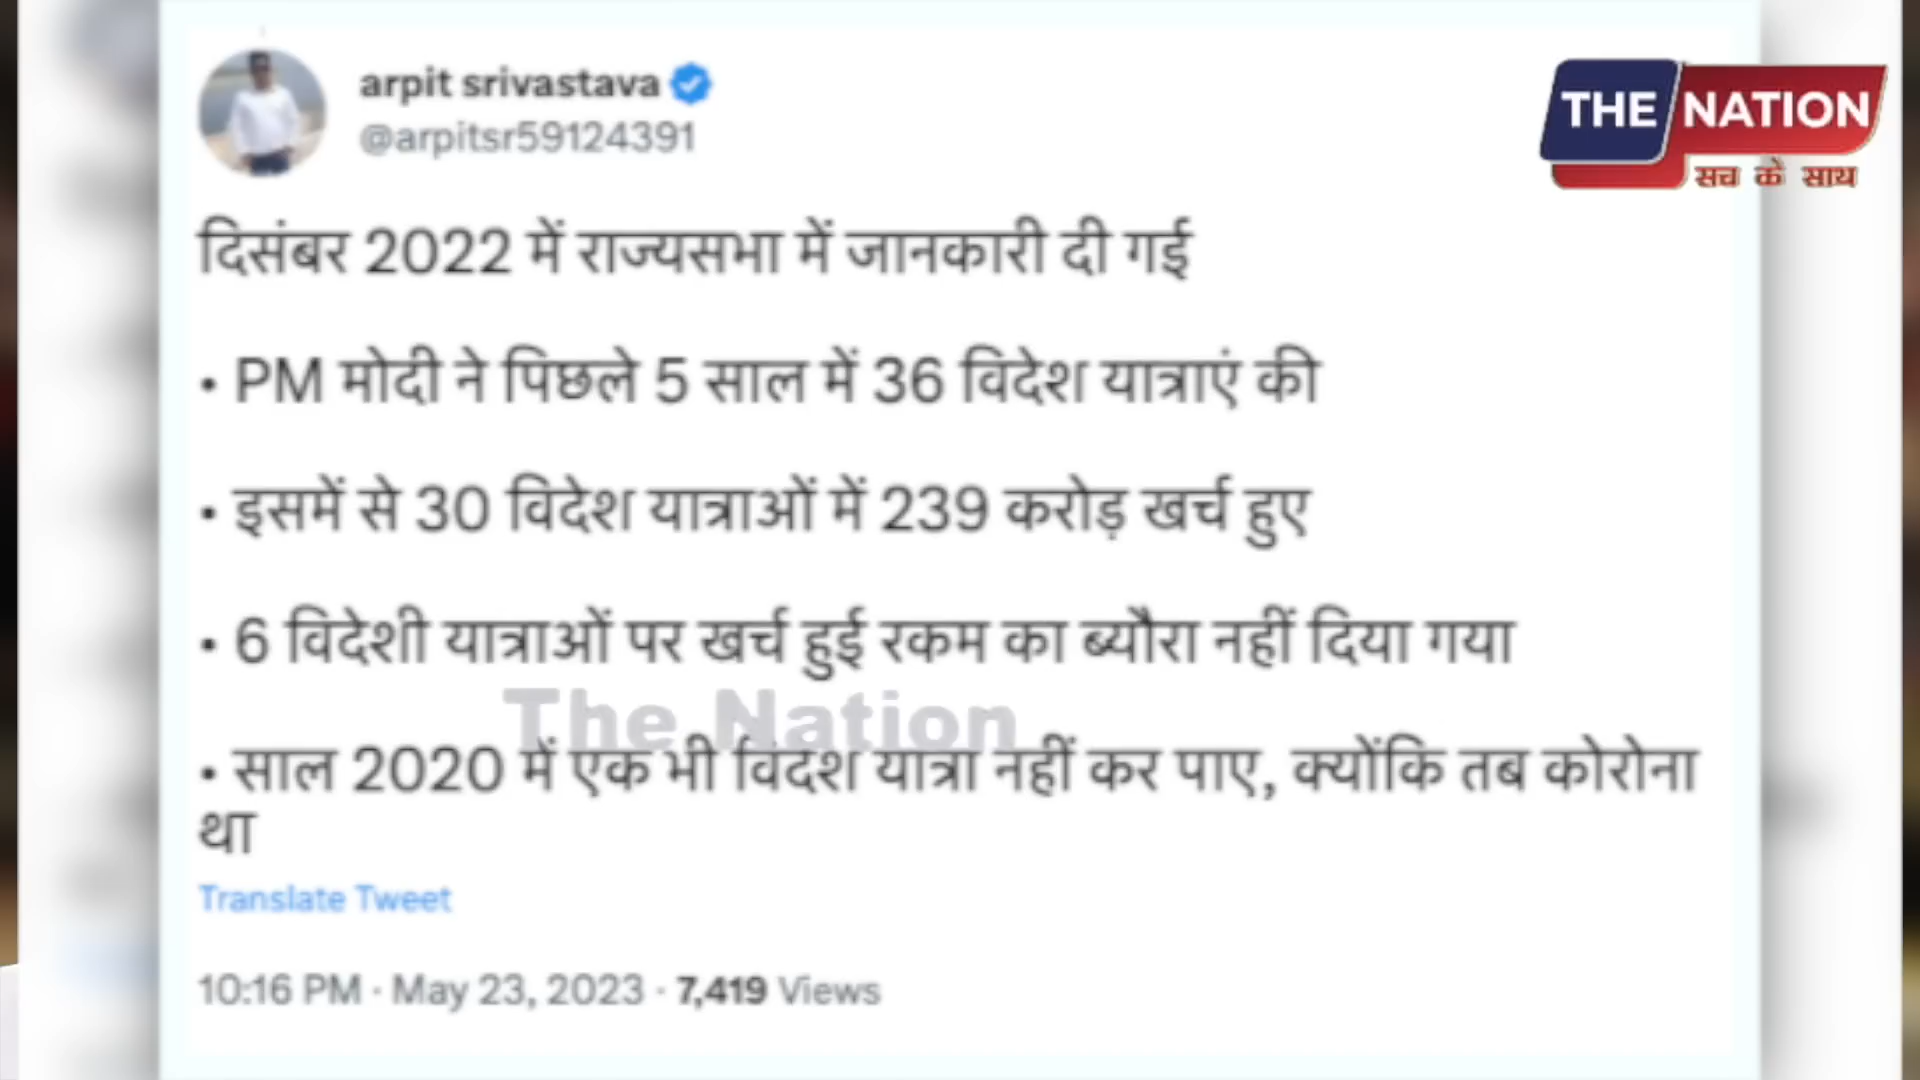 arpit srivastava
@arpitsr59124391
THE NATION
सच के साथ
दिसंबर 2022 में राज्यसभा में जानकारी दी गई
• PM मोदी ने पिछले 5 साल में 36 विदेश यात्राएं की
• इसमें से 30 विदेश यात्राओं में 239 करोड़ खर्च हुए
• 6 विदेशी यात्राओं पर खर्च हुई रकम का ब्यौरा नहीं दिया गया
The Nation
• साल 2020 में एक भी विदेश यात्रा नहीं कर पाए, क्योंकि तब कोरोना
था
Translate Tweet
10:16 PM · May 23, 2023 · 7,419 Views